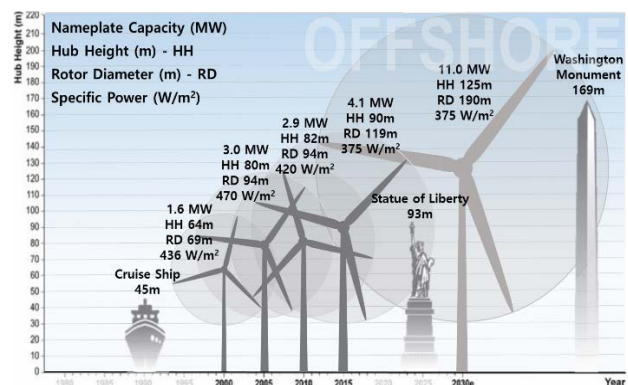 Nameplate Capacity (MW)
Hub Height (m) - HH
Rotor Diameter (m) - RD
Specific Power (W/m²)
OFFSHORE
Hub Height (m)
220
210
200
190
180
170
160
150
140
130
120
110
100
90
80
70
60
50
40
30
20
10
0
Cruise Ship
45m
1.6 MW
HH 64m
RD 69m
436 W/m²
3.0 MW
HH 80m
RD 94m
470 W/m²
2.9 MW
HH 82m
RD 94m
420 W/m²
4.1 MW
HH 90m
RD 119m
375 W/m²
Statue of Liberty
93m
11.0 MW
HH 125m
RD 190m
375 W/m²
Washington
Monument
169m
2000 2005 2010 2015 2020 2025 2030e Year